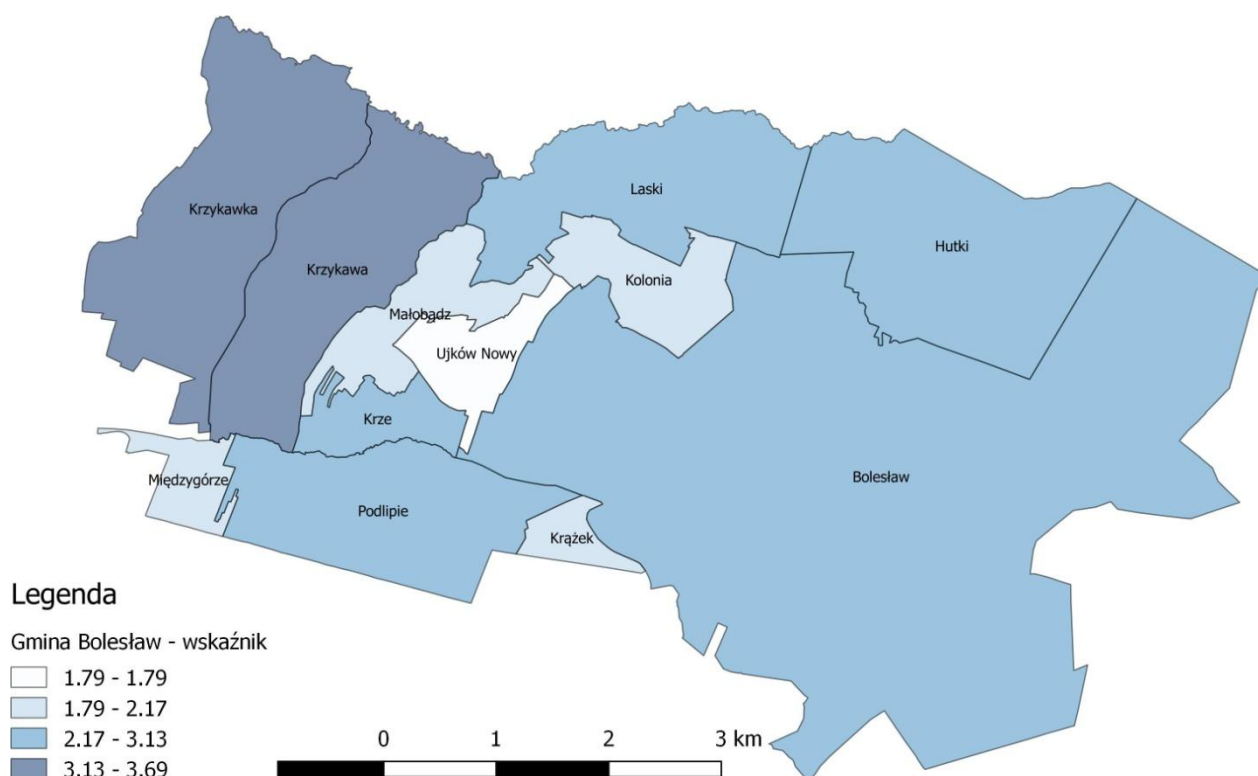 Krzykawka
Laski
Hutki
Krzykawa
Kolonia
Małobądz
Ujków Nowy
Krze
Bolesław
Międzygórze
Podlipie
Krążek
Legenda
Gmina Bolesław - wskaźnik
1.79 - 1.79
1.79 - 2.17
2.17 - 3.13
3.13 - 3.69
0 1 2 3 km